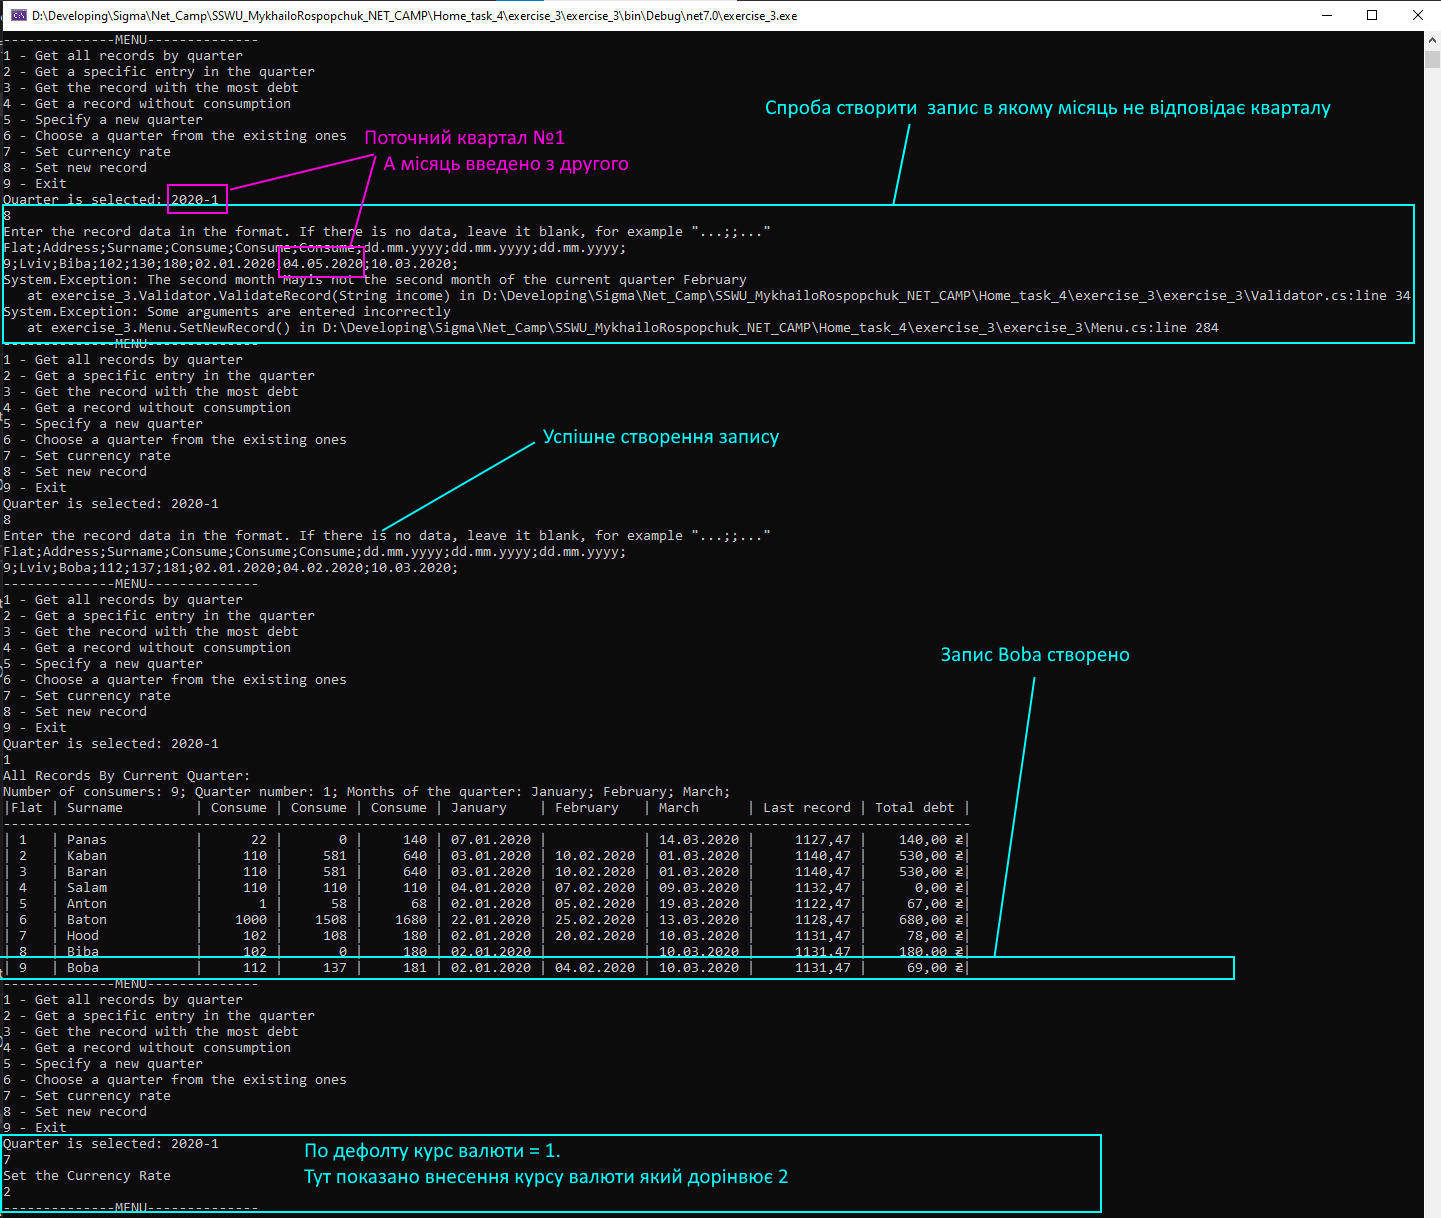 D:\Developing\Sigma\Net_Camp\SSWU_MykhailoRospopchuk_NET_CAMP\Home_task_4\exercise_3\exercise_3\bin\Debug\net7.0\exercise_3.exe
--------------MENU--------------
1 - Get all records by quarter
2 - Get a specific entry in the quarter
3 - Get the record with the most debt
4 - Get a record without consumption
5 - Specify a new quarter
6 - Choose a quarter from the existing ones
7 - Set currency rate
8 - Set new record
9 - Exit
Quarter is selected: 2020-1
Спроба створити запис в якому місяць не відповідає кварталу
Поточний квартал №1
А місяць введено з другого
8
Enter the record data in the format. If there is no data, leave it blank, for example "...;;..."
Flat;Address;Surname;Consume;Consume;Consume;dd.mm.yyyy;dd.mm.yyyy;dd.mm.yyyy;
9;Lviv;Biba;102;130;180;02.01.2020;04.05.2020;10.03.2020;
System.Exception: The second month Mayis not the second month of the current quarter February
   at exercise_3.Validator.ValidateRecord(String income) in D:\Developing\Sigma\Net_Camp\SSWU_MykhailoRospopchuk_NET_CAMP\Home_task_4\exercise_3\exercise_3\Validator.cs:line 34
System.Exception: Some arguments are entered incorrectly
   at exercise_3.Menu.SetNewRecord() in D:\Developing\Sigma\Net_Camp\SSWU_MykhailoRospopchuk_NET_CAMP\Home_task_4\exercise_3\exercise_3\Menu.cs:line 284
--------------MENU--------------
1 - Get all records by quarter
2 - Get a specific entry in the quarter
3 - Get the record with the most debt
4 - Get a record without consumption
5 - Specify a new quarter
6 - Choose a quarter from the existing ones
7 - Set currency rate
8 - Set new record
9 - Exit
Quarter is selected: 2020-1
Успішне створення запису
8
Enter the record data in the format. If there is no data, leave it blank, for example "...;;..."
Flat;Address;Surname;Consume;Consume;Consume;dd.mm.yyyy;dd.mm.yyyy;dd.mm.yyyy;
9;Lviv;Boba;112;137;181;02.01.2020;04.02.2020;10.03.2020;
--------------MENU--------------
1 - Get all records by quarter
2 - Get a specific entry in the quarter
3 - Get the record with the most debt
4 - Get a record without consumption
5 - Specify a new quarter
6 - Choose a quarter from the existing ones
7 - Set currency rate
8 - Set new record
9 - Exit
Quarter is selected: 2020-1
Запис Boba створено
1
All Records By Current Quarter:
Number of consumers: 9; Quarter number: 1; Months of the quarter: January; February; March;
|Flat | Surname | Consume | Consume | Consume | January | February | March | Last record | Total debt |
| 1 | Panas | 22 | 0 | 140 | 07.01.2020 | | 14.03.2020 | 1127,47 | 140,00 ₴|
| 2 | Kaban | 110 | 581 | 640 | 03.01.2020 | 10.02.2020 | 01.03.2020 | 1140,47 | 530,00 ₴|
| 3 | Baran | 110 | 581 | 640 | 03.01.2020 | 10.02.2020 | 01.03.2020 | 1140,47 | 530,00 ₴|
| 4 | Salam | 110 | 110 | 110 | 04.01.2020 | 07.02.2020 | 09.03.2020 | 1132,47 | 0,00 ₴|
| 5 | Anton | 1 | 58 | 68 | 02.01.2020 | 05.02.2020 | 19.03.2020 | 1122,47 | 67,00 ₴|
| 6 | Baton | 1000 | 1508 | 1680 | 22.01.2020 | 25.02.2020 | 13.03.2020 | 1128,47 | 680,00 ₴|
| 7 | Hood | 102 | 108 | 180 | 02.01.2020 | 20.02.2020 | 10.03.2020 | 1131,47 | 78,00 ₴|
| 8 | Biba | 102 | 0 | 180 | 02.01.2020 | | 10.03.2020 | 1131,47 | 180,00 ₴|
| 9 | Boba | 112 | 137 | 181 | 02.01.2020 | 04.02.2020 | 10.03.2020 | 1131,47 | 69,00 ₴|
--------------MENU--------------
1 - Get all records by quarter
2 - Get a specific entry in the quarter
3 - Get the record with the most debt
4 - Get a record without consumption
5 - Specify a new quarter
6 - Choose a quarter from the existing ones
7 - Set currency rate
8 - Set new record
9 - Exit
Quarter is selected: 2020-1
7
Set the Currency Rate
2
По дефолту курс валюти = 1.
Тут показано внесення курсу валюти який дорінвює 2
--------------MENU--------------